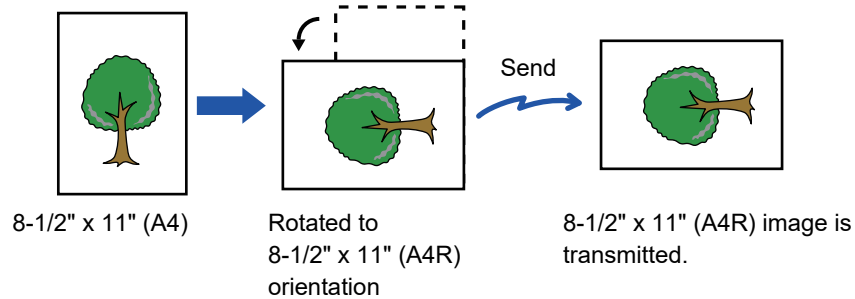 Send
8-1/2" x 11" (A4)
Rotated to
8-1/2" x 11" (A4R)
orientation
8-1/2" x 11" (A4R) image is
transmitted.